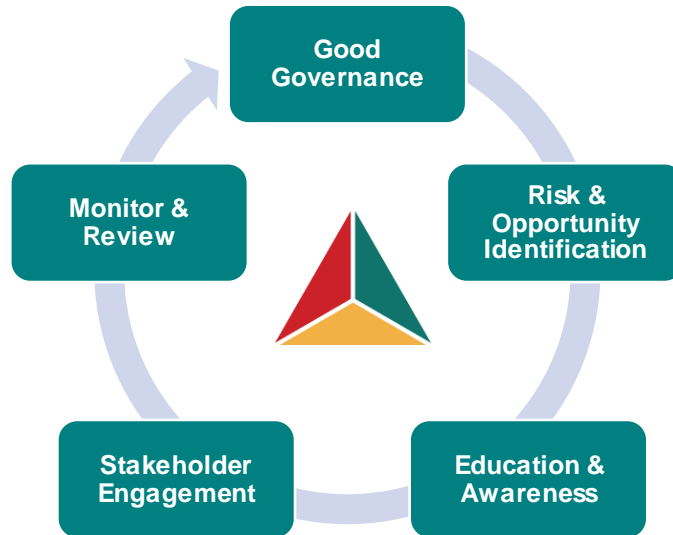 Good
Governance
Risk &
Opportunity
Identification
Education &
Awareness
Stakeholder
Engagement
Monitor &
Review